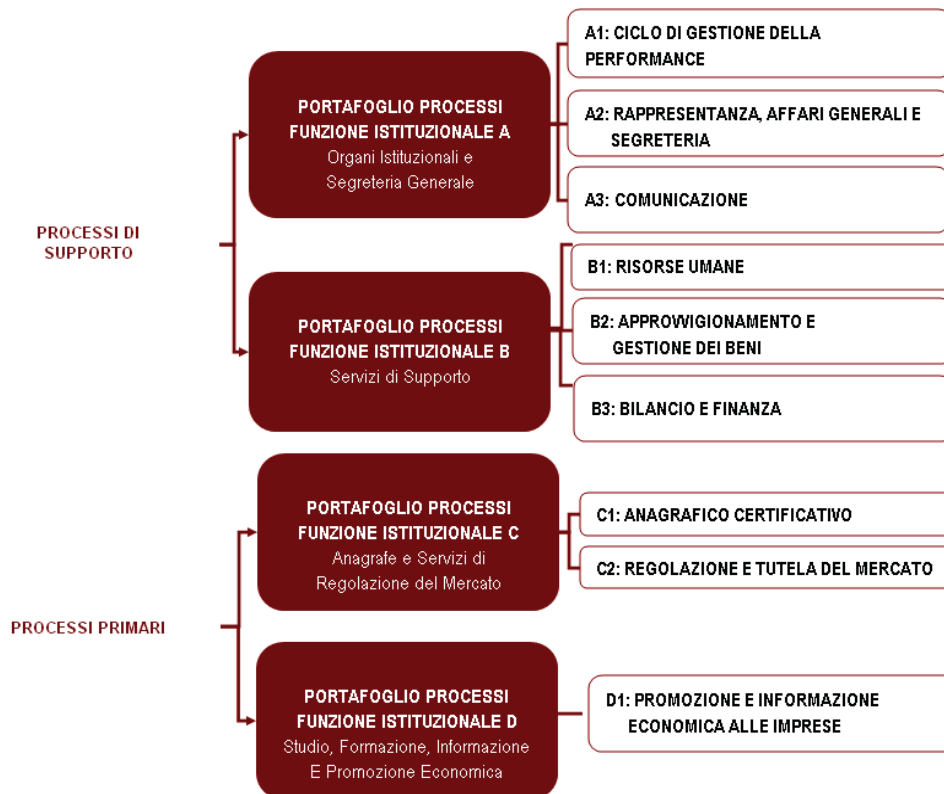 PROCESSI DI
SUPPORTO
PORTAFOGLIO PROCESSI
FUNZIONE ISTITUZIONALE A
Organi Istituzionali e
Segreteria Generale
A1: CICLO DI GESTIONE DELLA
PERFORMANCE
A2: RAPPRESENTANZA, AFFARI GENERALI E
SEGRETERIA
A3: COMUNICAZIONE
PORTAFOGLIO PROCESSI
FUNZIONE ISTITUZIONALE B
Servizi di Supporto
B1: RISORSE UMANE
B2: APPROVVIGIONAMENTO E
GESTIONE DEI BENI
B3: BILANCIO E FINANZA
PROCESSI PRIMARI
PORTAFOGLIO PROCESSI
FUNZIONE ISTITUZIONALE C
Anagrafe e Servizi di
Regolazione del Mercato
C1: ANAGRAFICO CERTIFICATIVO
C2: REGOLAZIONE E TUTELA DEL MERCATO
PORTAFOGLIO PROCESSI
FUNZIONE ISTITUZIONALE D
Studio, Formazione, Informazione
E Promozione Economica
D1: PROMOZIONE E INFORMAZIONE
ECONOMICA ALLE IMPRESE